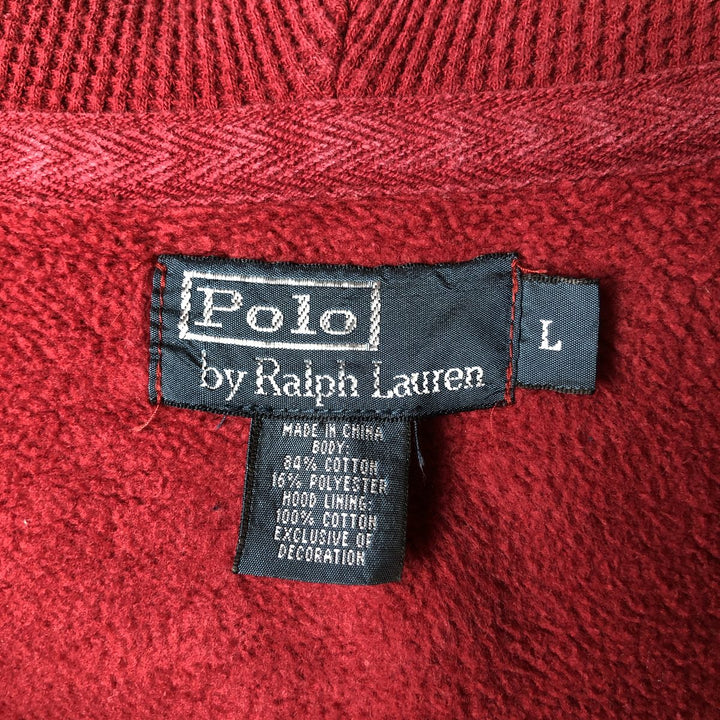 Polo
by Ralph Lauren
L
MADE IN CHINA
BODY:
84% COTTON
16% POLYESTER
HOOD LINING:
100% COTTON
EXCLUSIVE OF
DECORATION